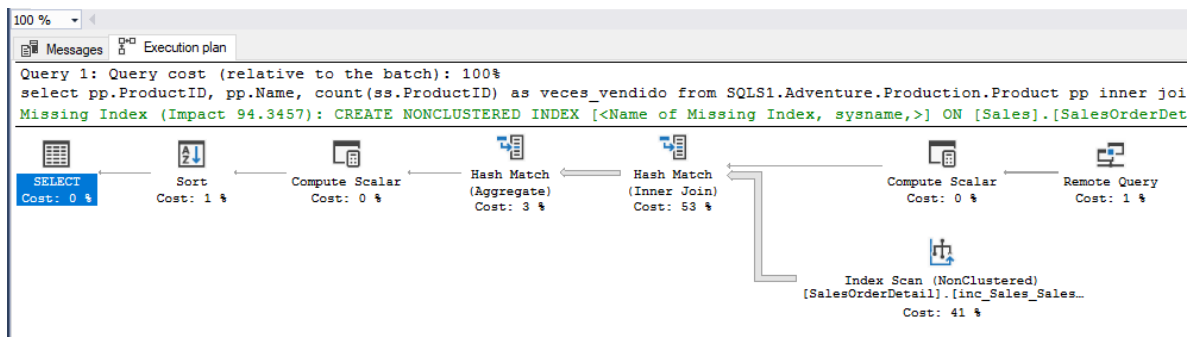 100 %
Messages Execution plan
Query 1: Query cost (relative to the batch): 100%
select pp.ProductID, pp.Name, count(ss.ProductID) as veces_vendido from SQLS1.Adventure.Production.Product pp inner joi
Missing Index (Impact 94.3457): CREATE NONCLUSTERED INDEX [<Name of Missing Index, sysname,>] ON [Sales].[SalesOrderDet
SELECT
Cost: 0 %
Sort
Cost: 1 %
Compute Scalar
Cost: 0 %
Hash Match
(Aggregate)
Cost: 3 %
Hash Match
(Inner Join)
Cost: 53 %
Compute Scalar
Cost: 0 %
Remote Query
Cost: 1 %
Index Scan (NonClustered)
[SalesOrderDetail].[inc_Sales_Sales…
Cost: 41 %